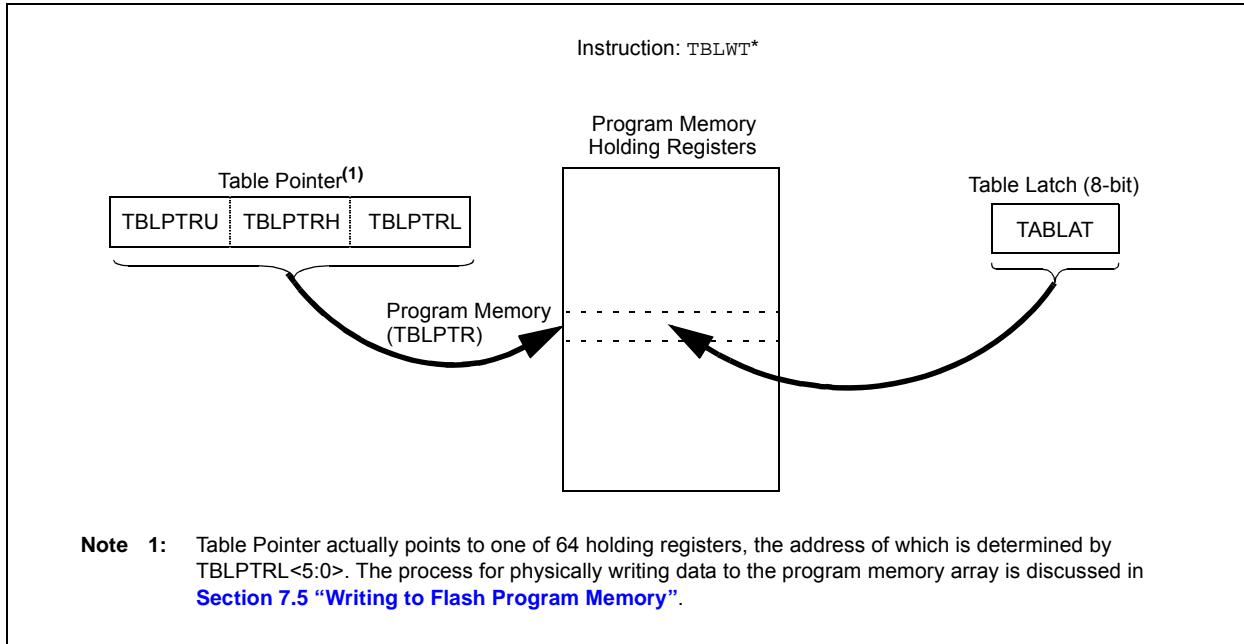 Instruction: TBLWT*
Program Memory
Holding Registers
Table Pointer(1)
Table Latch (8-bit)
TBLPTRU TBLPTRH TBLPTRL
TABLAT
Program Memory
(TBLPTR)
Note 1: Table Pointer actually points to one of 64 holding registers, the address of which is determined by
TBLPTRL<5:0>. The process for physically writing data to the program memory array is discussed in
Section 7.5 “Writing to Flash Program Memory”.